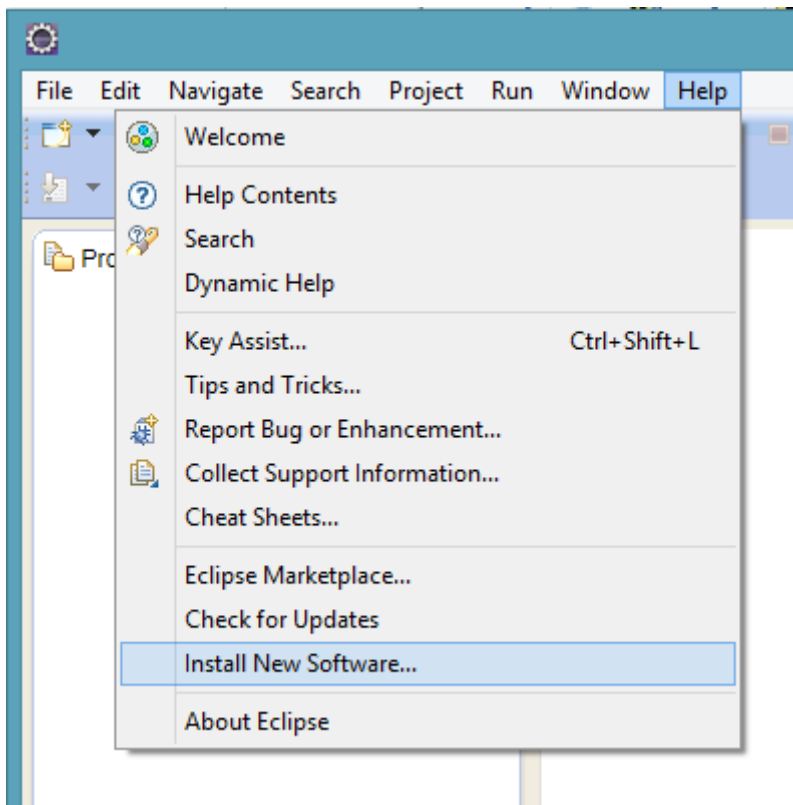 File Edit Navigate Search Project Run Window Help
Welcome
Help Contents
Search
Dynamic Help
Key Assist... Ctrl+Shift+L
Tips and Tricks...
Report Bug or Enhancement...
Collect Support Information...
Cheat Sheets...
Eclipse Marketplace...
Check for Updates
Install New Software...
About Eclipse